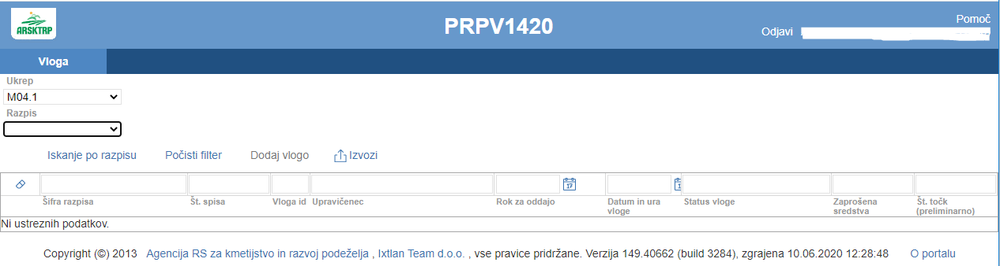 ARSKTRP
PRPV1420
Pomoč
Odjavi
Vloga
Ukrep
M04.1
Razpis
Iskanje po razpisu Počisti filter Dodaj vlogo Izvozi
17
1
Šifra razpisa Št. spisa Vloga id Upravičenec Rok za oddajo Datum in ura vloge Status vloge Zaprošena sredstva Št. točk (preliminarno)
Ni ustreznih podatkov.
Copyright (©) 2013 Agencija RS za kmetijstvo in razvoj podeželja , Ixtlan Team d.o.o. , vse pravice pridržane. Verzija 149.40662 (build 3284), zgrajena 10.06.2020 12:28:48 O portalu